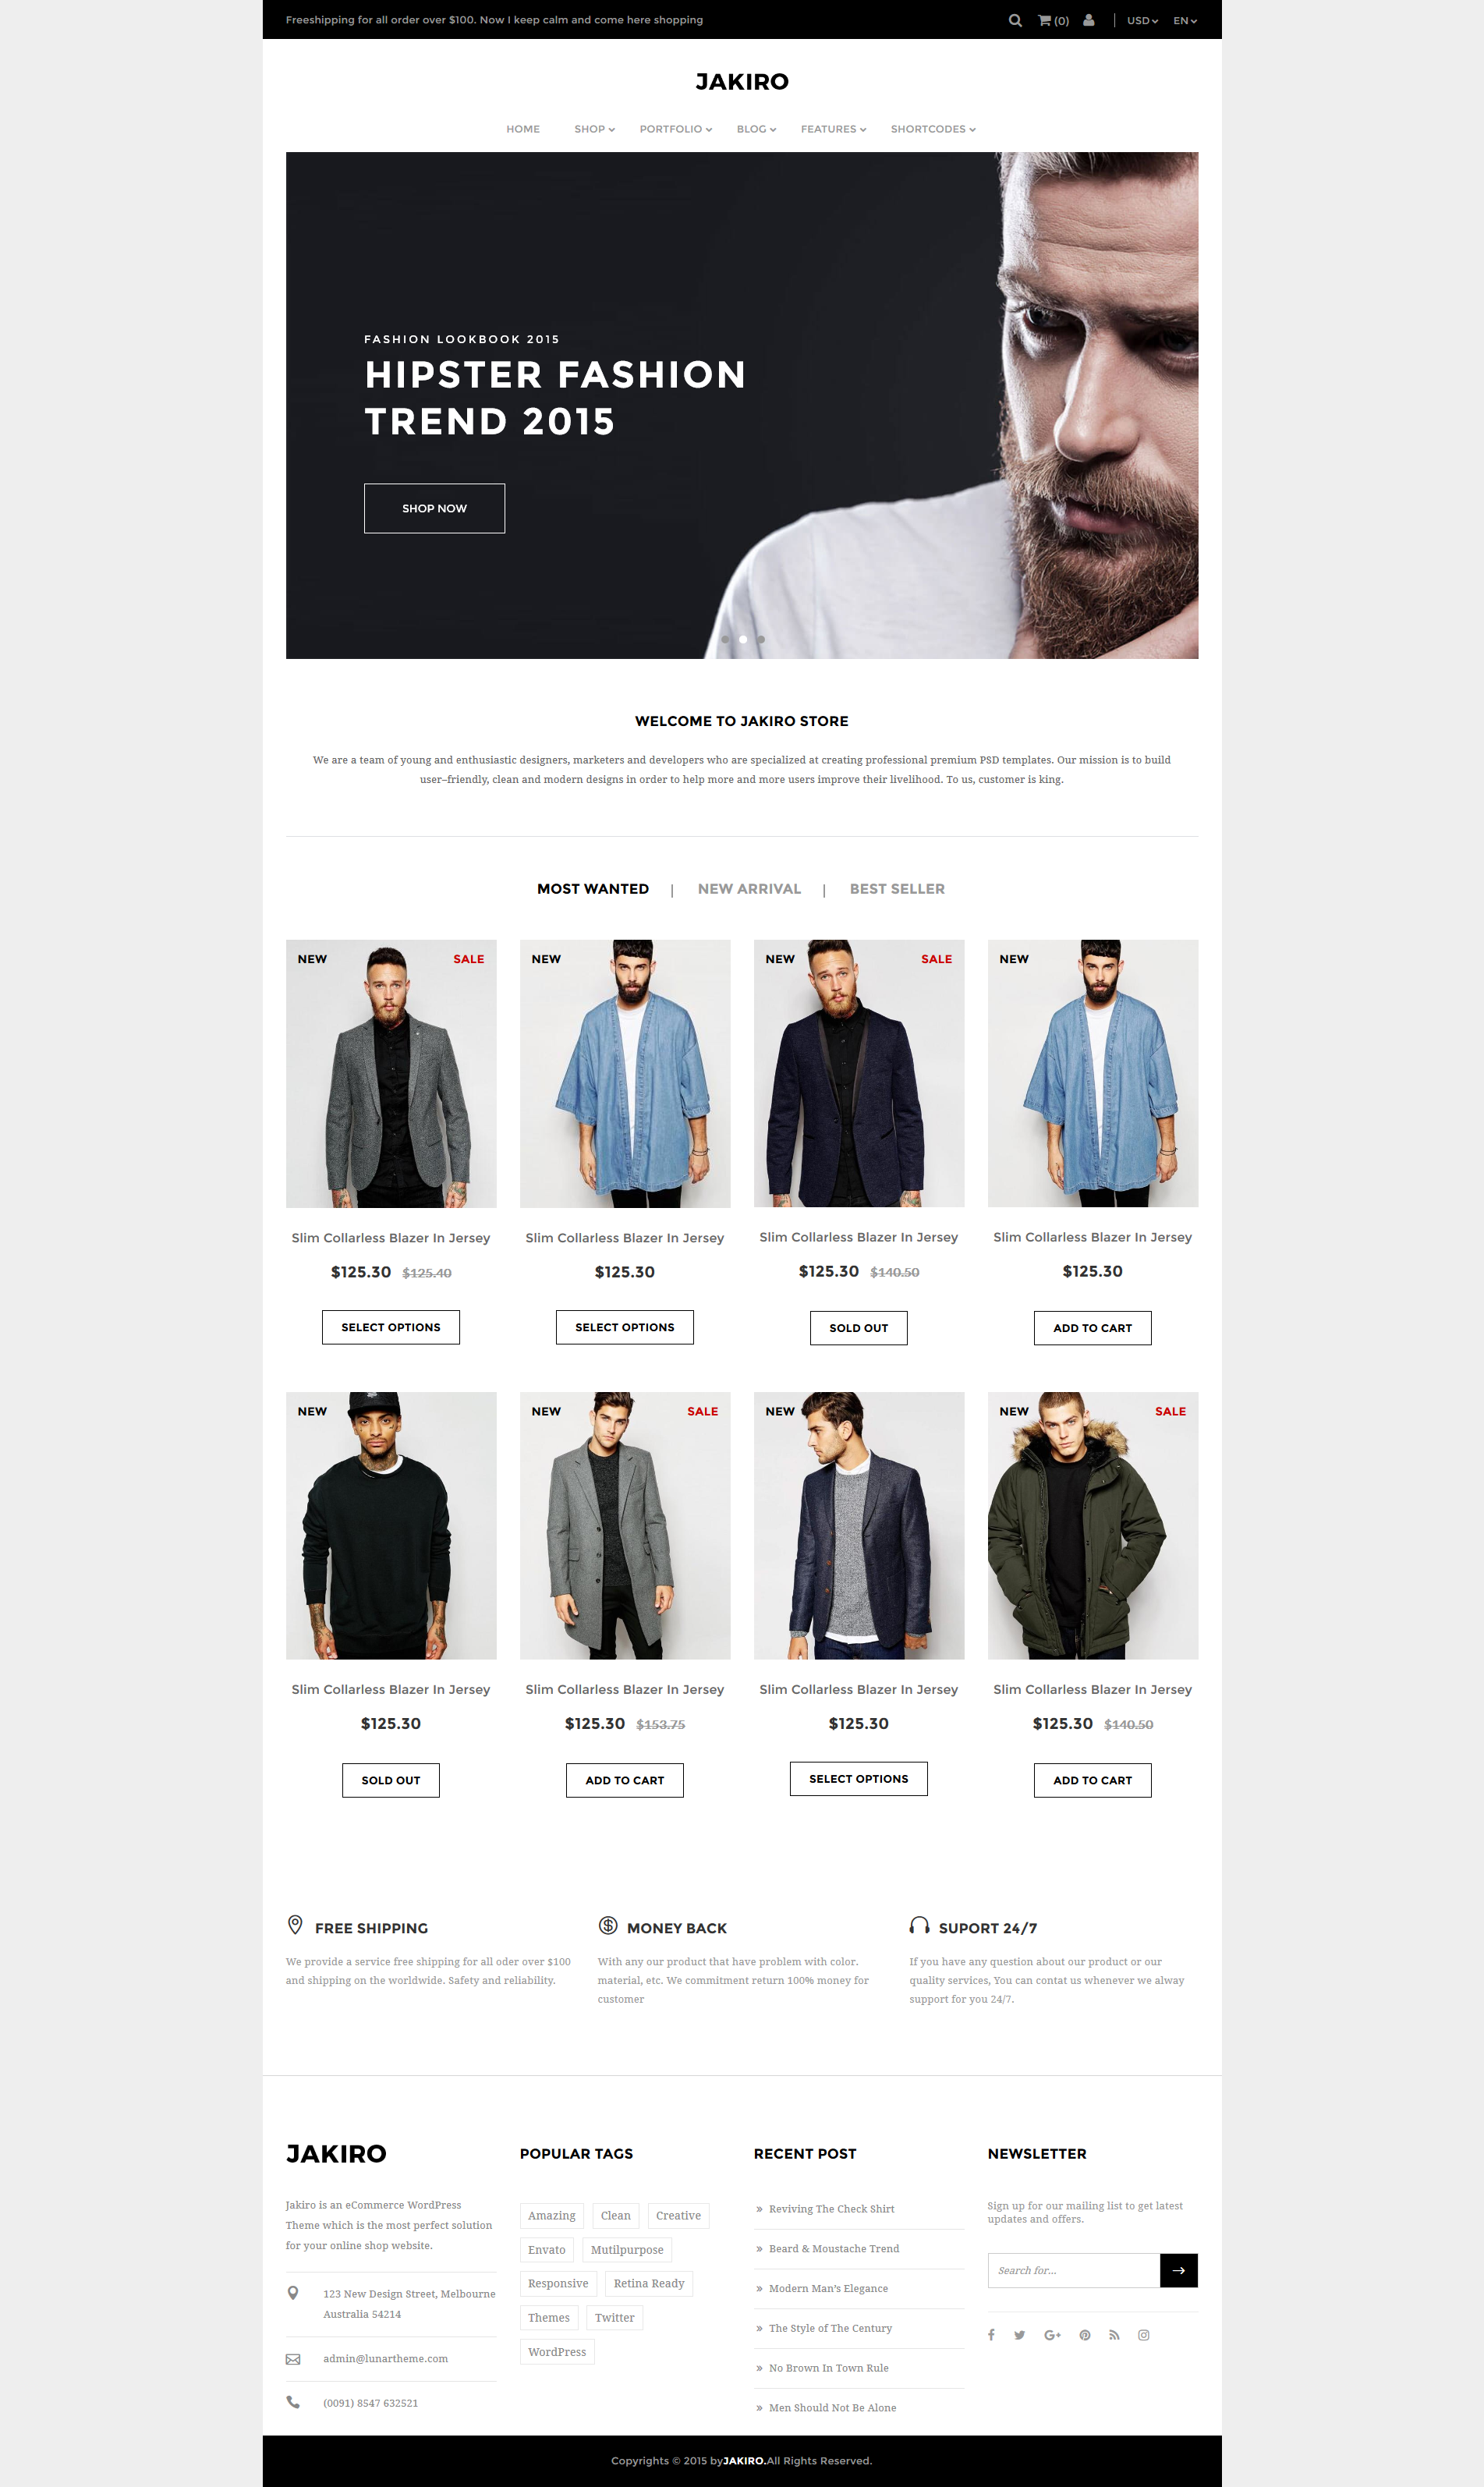 Freeshipping for all order over $100. Now I keep calm and come here shopping
(0) USD EN
JAKIRO
HOME SHOP PORTFOLIO BLOG FEATURES SHORTCODES
FASHION LOOKBOOK 2015
HIPSTER FASHION
TREND 2015
SHOP NOW
WELCOME TO JAKIRO STORE
We are a team of young and enthusiastic designers, marketers and developers who are specialized at creating professional premium PSD templates. Our mission is to build
user–friendly, clean and modern designs in order to help more and more users improve their livelihood. To us, customer is king.
MOST WANTED | NEW ARRIVAL | BEST SELLER
NEW SALE NEW NEW SALE NEW
Slim Collarless Blazer In Jersey Slim Collarless Blazer In Jersey Slim Collarless Blazer In Jersey Slim Collarless Blazer In Jersey
$125.30 $125.40 $125.30 $125.30 $140.50 $125.30
SELECT OPTIONS SELECT OPTIONS SOLD OUT ADD TO CART
NEW NEW SALE NEW NEW SALE
Slim Collarless Blazer In Jersey Slim Collarless Blazer In Jersey Slim Collarless Blazer In Jersey Slim Collarless Blazer In Jersey
$125.30 $125.30 $153.75 $125.30 $125.30 $140.50
SOLD OUT ADD TO CART SELECT OPTIONS ADD TO CART
FREE SHIPPING
We provide a service free shipping for all oder over $100
and shipping on the worldwide. Safety and reliability.
MONEY BACK
With any our product that have problem with color.
material, etc. We commitment return 100% money for
customer
SUPORT 24/7
If you have any question about our product or our
quality services, You can contat us whenever we alway
support for you 24/7.
JAKIRO
Jakiro is an eCommerce WordPress
Theme which is the most perfect solution
for your online shop website.
123 New Design Street, Melbourne
Australia 54214
admin@lunartheme.com
(0091) 8547 632521
POPULAR TAGS
Amazing Clean Creative
Envato Mutilpurpose
Responsive Retina Ready
Themes Twitter
WordPress
RECENT POST
» Reviving The Check Shirt
» Beard & Moustache Trend
» Modern Man's Elegance
» The Style of The Century
» No Brown In Town Rule
» Men Should Not Be Alone
NEWSLETTER
Sign up for our mailing list to get latest
updates and offers.
Search for...
Copyrights © 2015 byJAKIRO.All Rights Reserved.